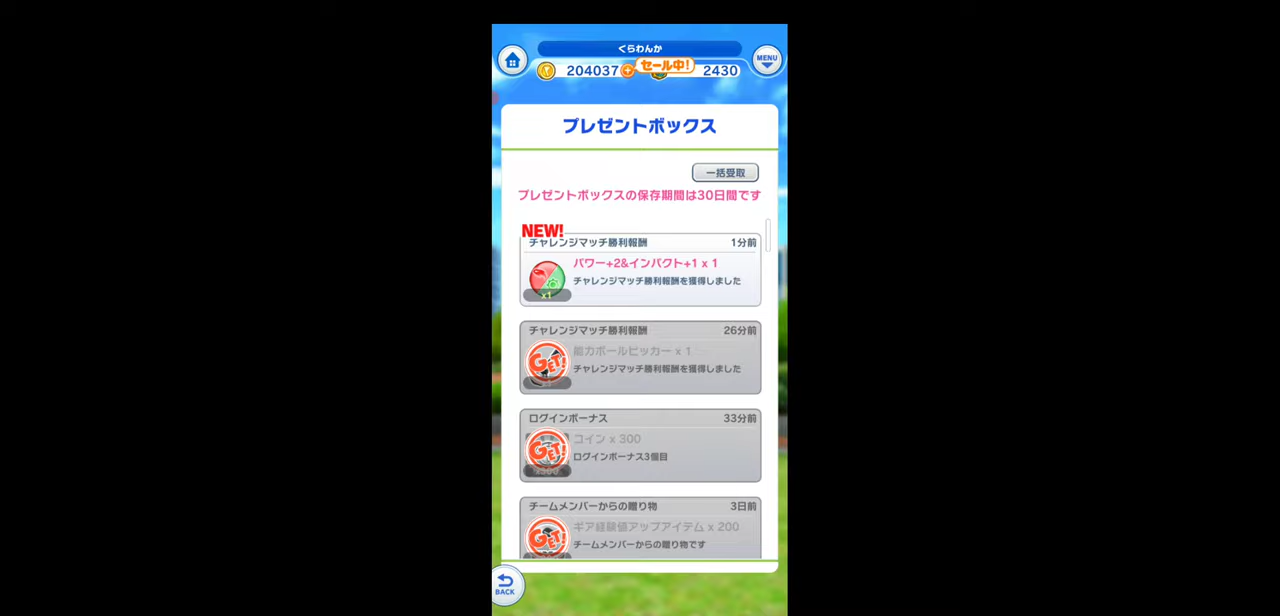 くらわんか
204037
セール中!
2430
MENU
プレゼントボックス
一括受取
プレゼントボックスの保存期間は30日間です
NEW!
チャレンジマッチ勝利報酬 1分前
パワー+2&インパクト+1 x 1
チャレンジマッチ勝利報酬を獲得しました
x1
チャレンジマッチ勝利報酬 26分前
能力ボールピッカー x 1
GET!
チャレンジマッチ勝利報酬を獲得しました
ログインボーナス 33分前
コイン x 300
GET!
ログインボーナス3個目
チームメンバーからの贈り物 3日前
ギア経験値アップアイテム x 200
GET!
チームメンバーからの贈り物です
BACK